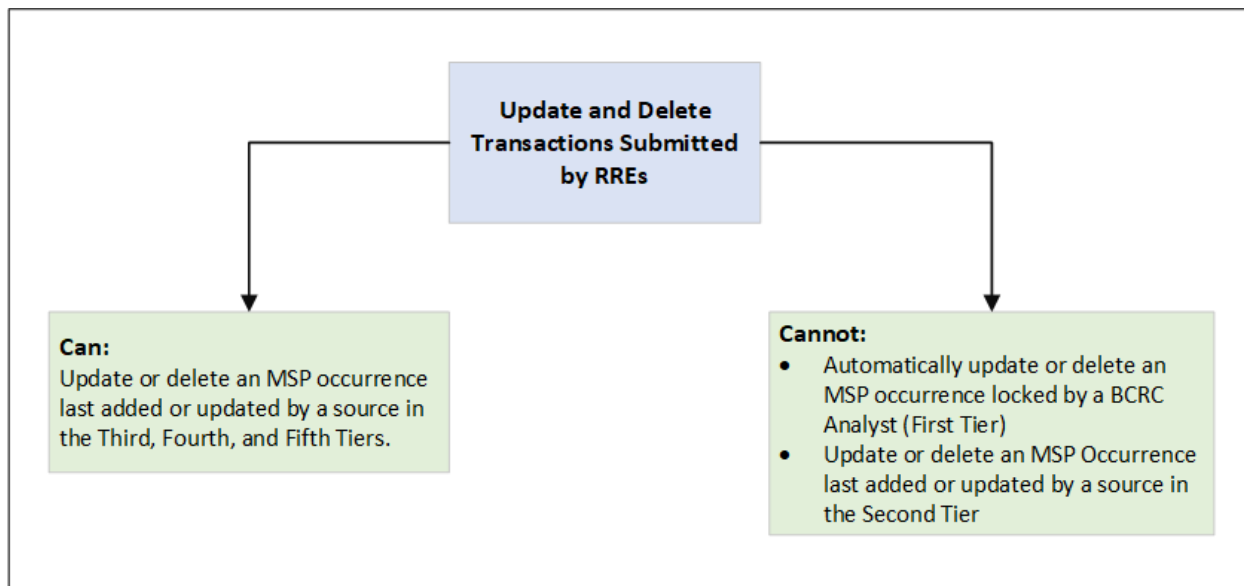 Update and Delete
Transactions Submitted
by RREs
Can:
Update or delete an MSP occurrence
last added or updated by a source in
the Third, Fourth, and Fifth Tiers.
Cannot:
• Automatically update or delete an
MSP occurrence locked by a BCRC
Analyst (First Tier)
• Update or delete an MSP Occurrence
last added or updated by a source in
the Second Tier